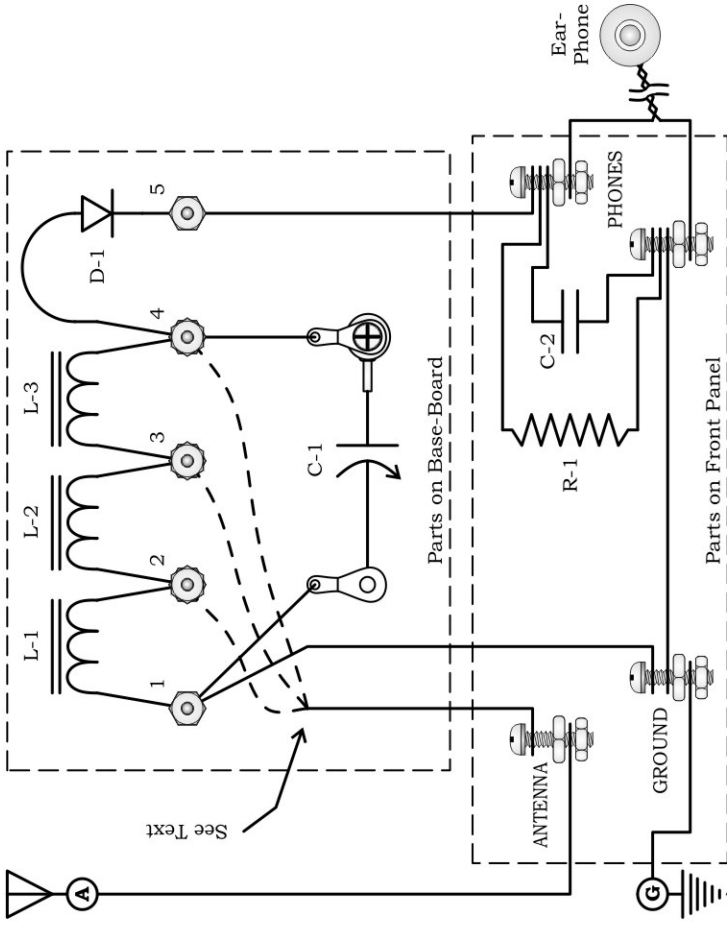 L-1
L-2
L-3
D-1
1
2
3
4
5
C-1
Parts on Base-Board
See Text
A
ANTENNA
GROUND
G
R-1
C-2
PHONES
Parts on Front Panel
Ear-
Phone